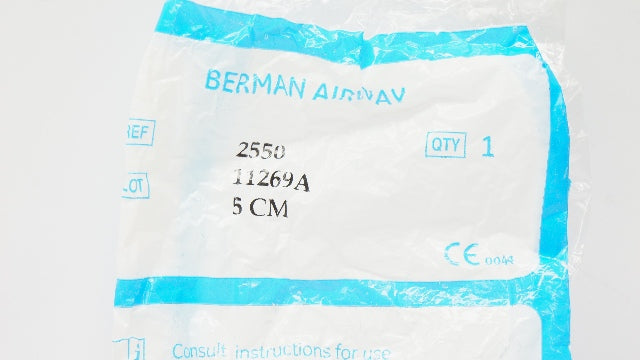 BERMAN AIRWAY
REF 2550
QTY 1
LOT 11269A
5 CM
CE 0044
i Consult instructions for use